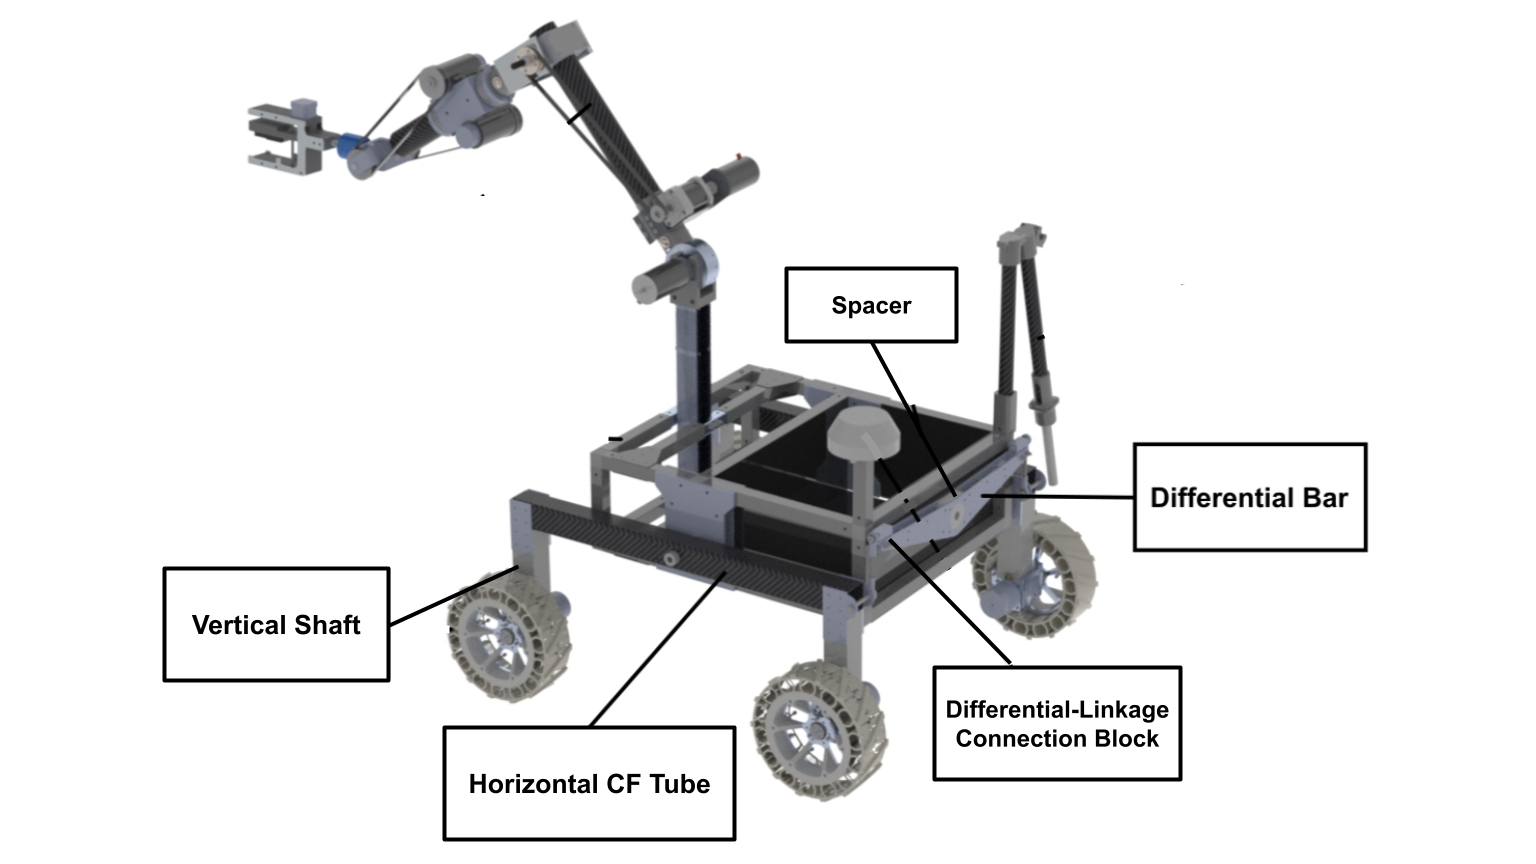 Spacer
Differential Bar
Vertical Shaft
Differential-Linkage
Connection Block
Horizontal CF Tube